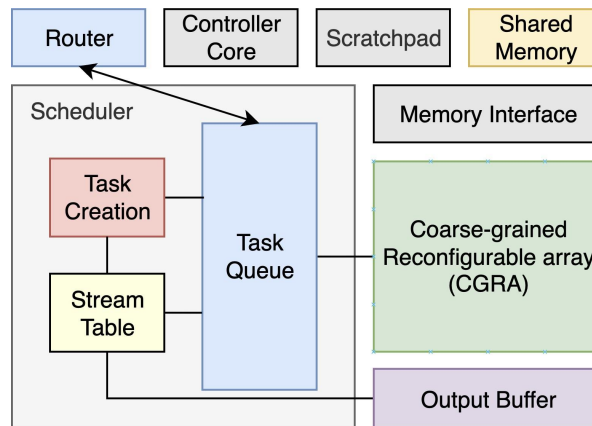 Router
Controller
Core
Scratchpad
Shared
Memory
Scheduler
Memory Interface
Task
Creation
Task
Queue
Coarse-grained
Reconfigurable array
(CGRA)
Stream
Table
Output Buffer